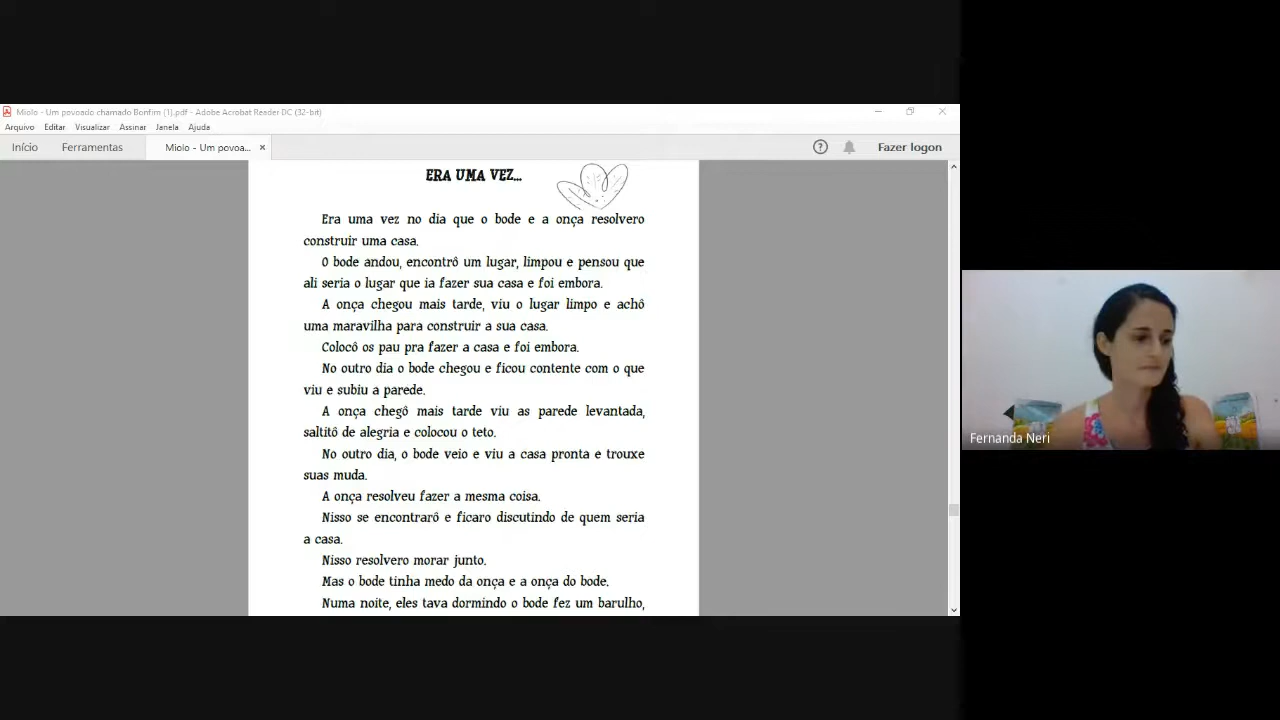 Miolo - Um povoado chamado Bonfim (1).pdf - Adobe Acrobat Reader DC (32-bit)
Arquivo Editar Visualizar Assinar Janela Ajuda
Início Ferramentas Miolo - Um povoa... × Fazer logon
ERA UMA VEZ...
Era uma vez no dia que o bode e a onça resolvero
construir uma casa.
O bode andou, encontrô um lugar, limpou e pensou que
ali seria o lugar que ia fazer sua casa e foi embora.
A onça chegou mais tarde, viu o lugar limpo e achô
uma maravilha para construir a sua casa.
Colocô os pau pra fazer a casa e foi embora.
No outro dia o bode chegou e ficou contente com o que
viu e subiu a parede.
A onça chegô mais tarde viu as parede levantada,
saltitô de alegria e colocou o teto.
No outro dia, o bode veio e viu a casa pronta e trouxe
suas muda.
A onça resolveu fazer a mesma coisa.
Nisso se encontrarô e ficaro discutindo de quem seria
a casa.
Nisso resolvero morar junto.
Mas o bode tinha medo da onça e a onça do bode.
Numa noite, eles tava dormindo o bode fez um barulho,
Fernanda Neri